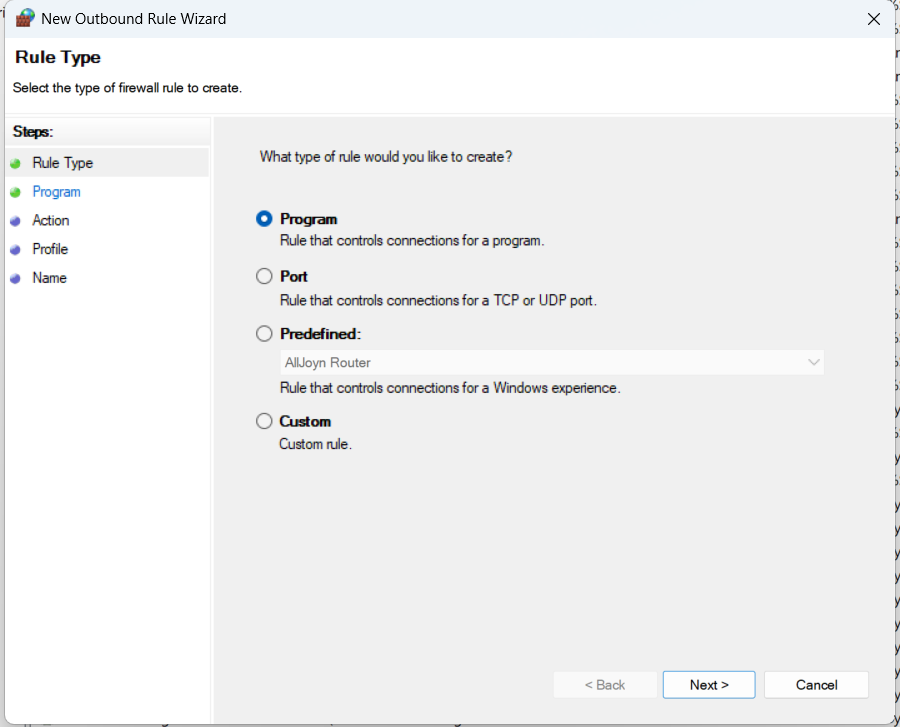 New Outbound Rule Wizard
Rule Type
Select the type of firewall rule to create.
Steps:
Rule Type
Program
Action
Profile
Name
What type of rule would you like to create?
Program
Rule that controls connections for a program.
Port
Rule that controls connections for a TCP or UDP port.
Predefined:
AllJoyn Router
Rule that controls connections for a Windows experience.
Custom
Custom rule.
< Back
Next >
Cancel